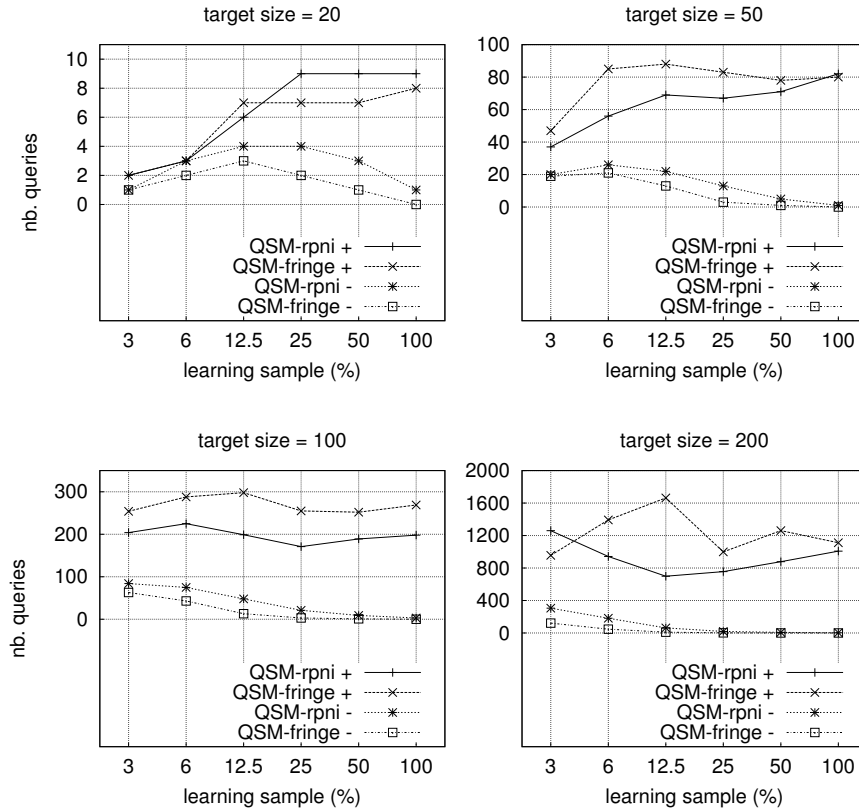 target size = 20
10
8
6
4
2
0
nb. queries
QSM-rpni +
QSM-fringe +
QSM-rpni -
QSM-fringe -
3 6 12.5 25 50 100
learning sample (%)
target size = 50
100
80
60
40
20
0
QSM-rpni +
QSM-fringe +
QSM-rpni -
QSM-fringe -
3 6 12.5 25 50 100
learning sample (%)
target size = 100
300
200
100
0
nb. queries
QSM-rpni +
QSM-fringe +
QSM-rpni -
QSM-fringe -
3 6 12.5 25 50 100
learning sample (%)
target size = 200
2000
1600
1200
800
400
0
QSM-rpni +
QSM-fringe +
QSM-rpni -
QSM-fringe -
3 6 12.5 25 50 100
learning sample (%)